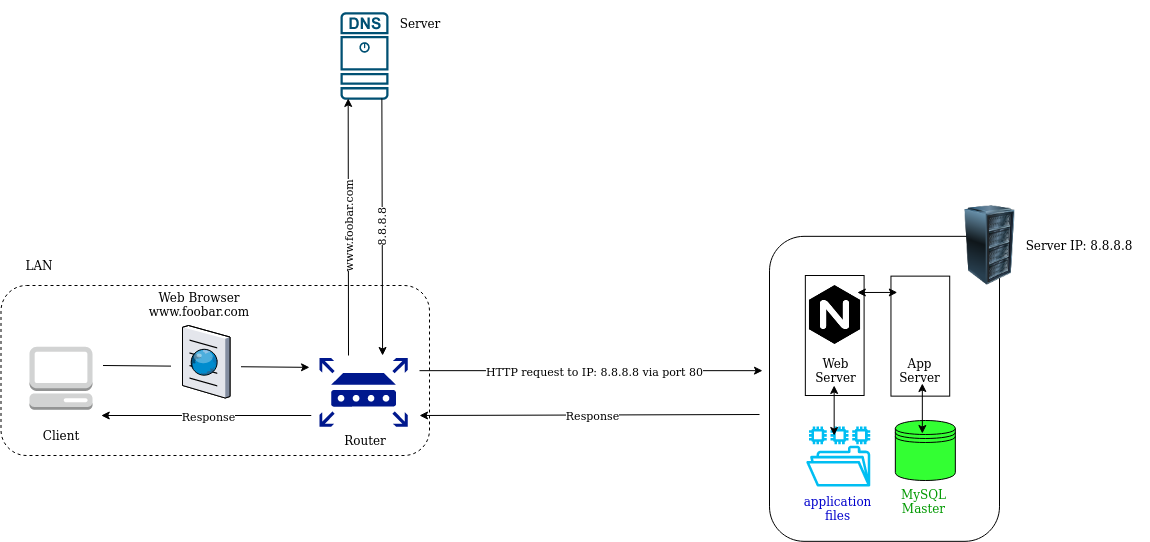 DNS
Server
www.foobar.com
8.8.8.8
Server IP: 8.8.8.8
LAN
Web Browser
www.foobar.com
HTTP request to IP: 8.8.8.8 via port 80
Response
Response
Client
Router
N
Web
Server
App
Server
application
files
MySQL
Master